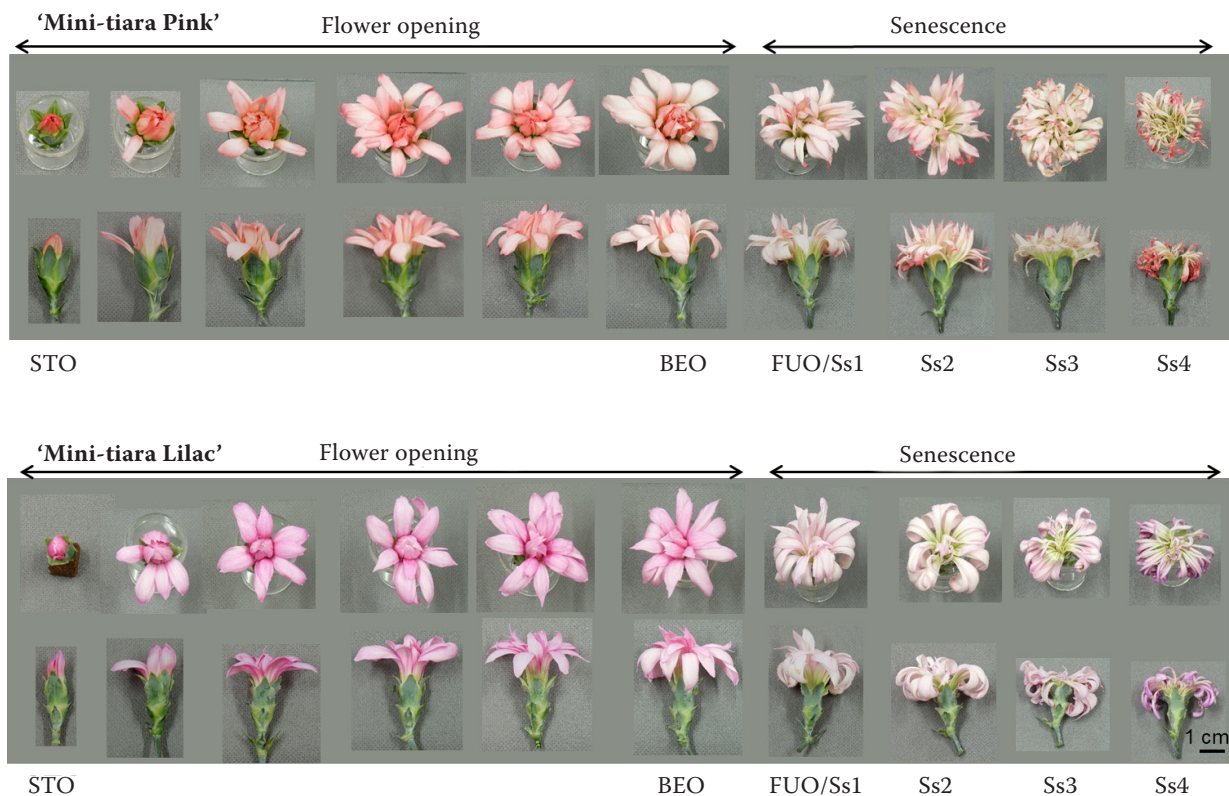 ‘Mini-tiara Pink’ Flower opening Senescence
STO BEO FUO/Ss1 Ss2 Ss3 Ss4
‘Mini-tiara Lilac’ Flower opening Senescence
1 cm
STO BEO FUO/Ss1 Ss2 Ss3 Ss4